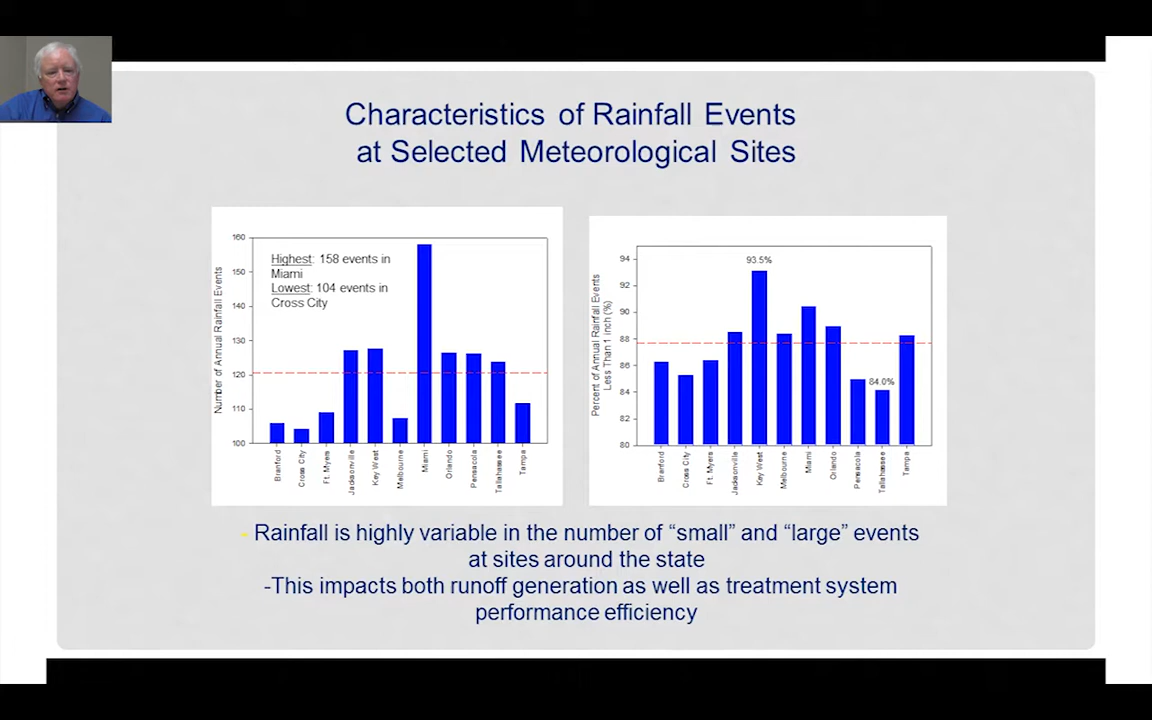 Characteristics of Rainfall Events
at Selected Meteorological Sites
Number of Annual Rainfall Events
160
150
140
130
120
110
100
Highest: 158 events in
Miami
Lowest: 104 events in
Cross City
Branford
Cross City
Ft. Myers
Jacksonville
Key West
Melbourne
Miami
Orlando
Pensacola
Tallahassee
Tampa
Percent of Annual Rainfall Events
Less Than 1 inch (%)
94
92
90
88
86
84
82
80
93.5%
84.0%
Branford
Cross City
Ft. Myers
Jacksonville
Key West
Melbourne
Miami
Orlando
Pensacola
Tallahassee
Tampa
- Rainfall is highly variable in the number of “small” and “large” events
at sites around the state
-This impacts both runoff generation as well as treatment system
performance efficiency